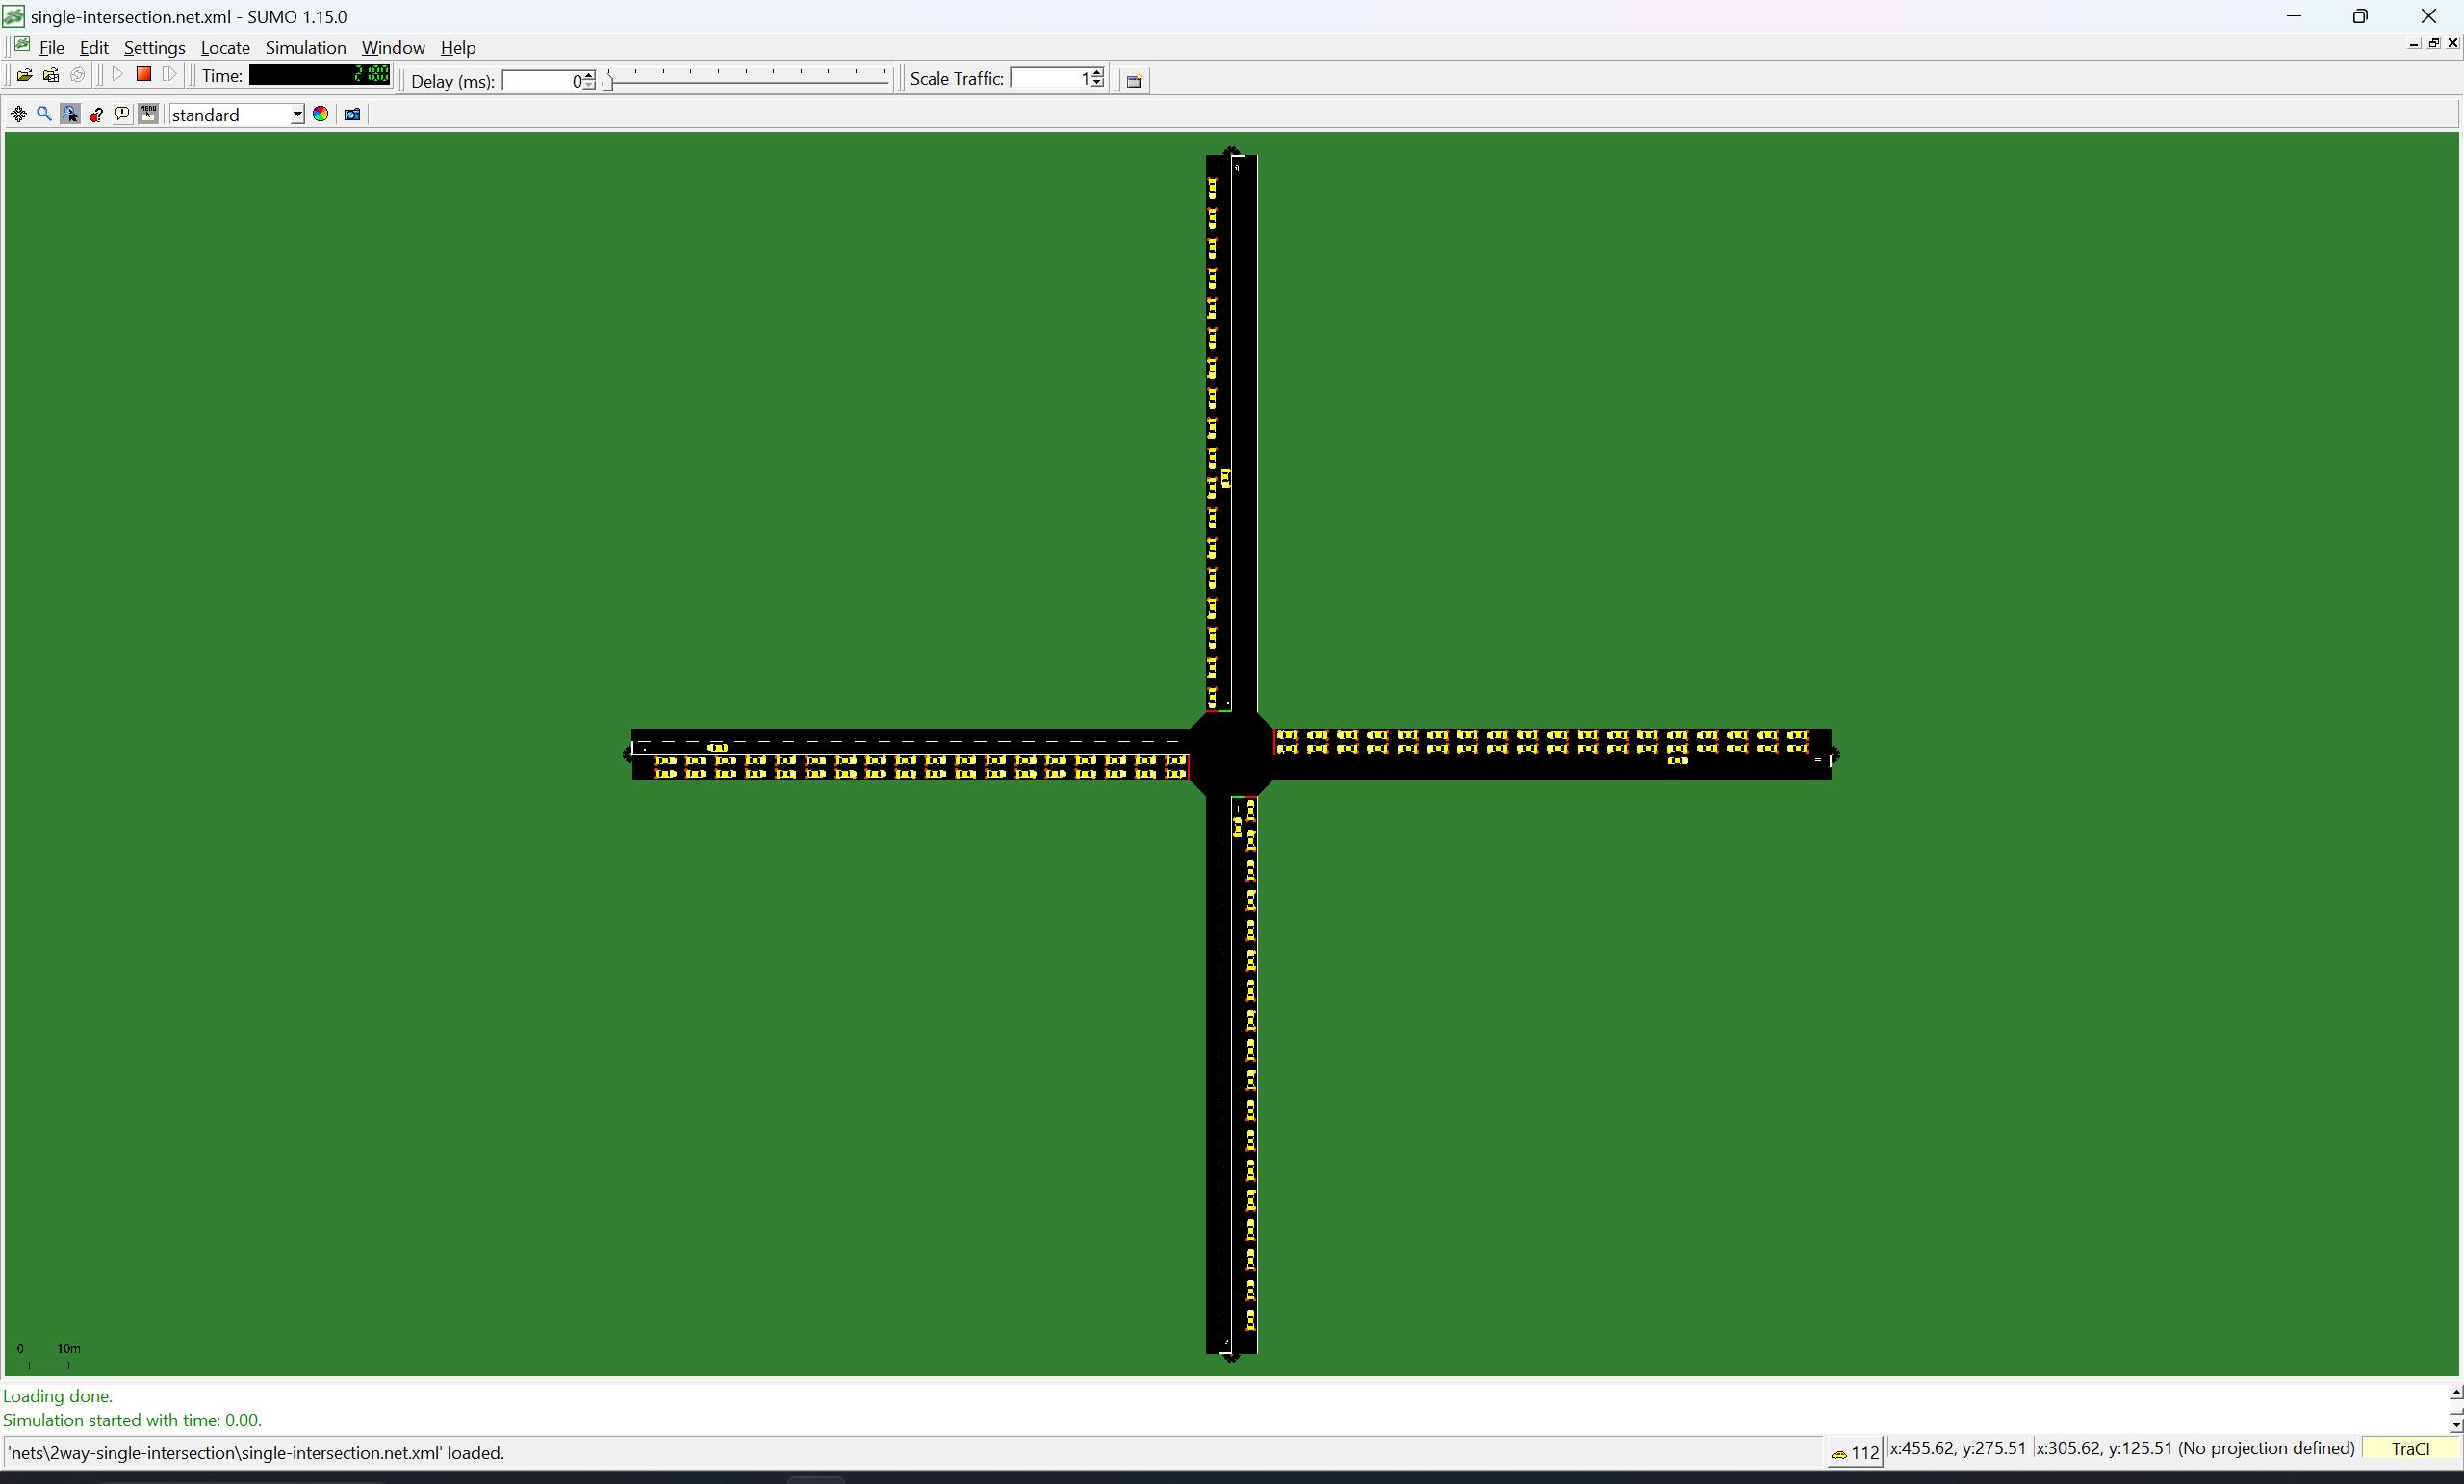 single-intersection.net.xml - SUMO 1.15.0
File Edit Settings Locate Simulation Window Help
Time: 2180 Delay (ms): 0 Scale Traffic: 1
MENU standard
0 10m
Loading done.
Simulation started with time: 0.00.
'nets\2way-single-intersection\single-intersection.net.xml' loaded. 112 x:455.62, y:275.51 x:305.62, y:125.51 (No projection defined) TraCI